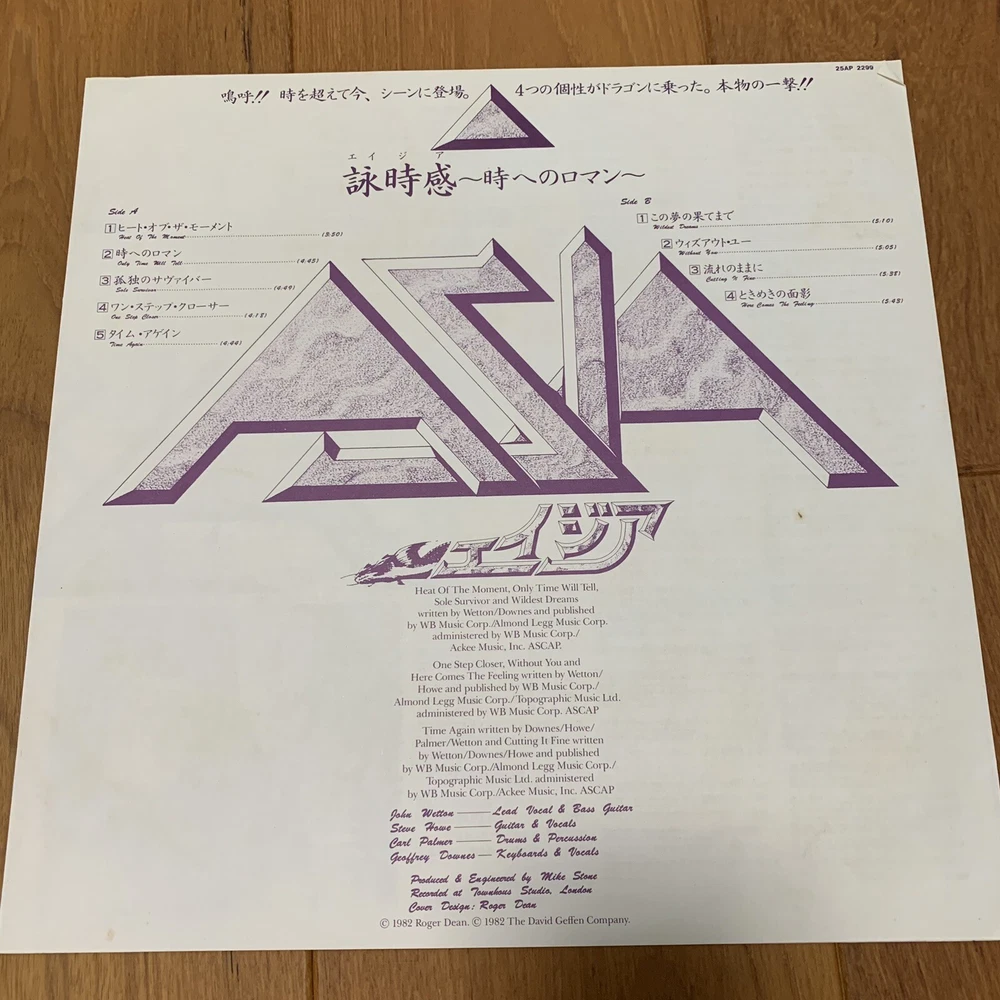 25AP 2299
嗚呼!! 時を超えて今、シーンに登場。 4つの個性がドラゴンに乗った。本物の一撃!!
エイジア
詠時感〜時へのロマン〜
Side A
1 ヒート・オブ・ザ・モーメント
Heat Of The Moment (3:50)
2 時へのロマン
Only Time Will Tell (4:45)
3 孤独のサヴァイバー
Sole Survivor (4:49)
4 ワン・ステップ・クローサー
One Step Closer (4:18)
5 タイム・アゲイン
Time Again (4:44)
Side B
1 この夢の果てまで
Wildest Dreams (5:10)
2 ウィズアウト・ユー
Without You (5:05)
3 流れのままに
Cutting It Fine (5:38)
4 ときめきの面影
Here Comes The Feeling (5:43)
ASIA
エイジア
Heat Of The Moment, Only Time Will Tell,
Sole Survivor and Wildest Dreams
written by Wetton/Downes and published
by WB Music Corp./Almond Legg Music Corp.
administered by WB Music Corp./
Ackee Music, Inc. ASCAP.
One Step Closer, Without You and
Here Comes The Feeling written by Wetton/
Howe and published by WB Music Corp./
Almond Legg Music Corp./Topographic Music Ltd.
administered by WB Music Corp. ASCAP
Time Again written by Downes/Howe/
Palmer/Wetton and Cutting It Fine written
by Wetton/Downes/Howe and published
by WB Music Corp./Almond Legg Music Corp./
Topographic Music Ltd. administered
by WB Music Corp./Ackee Music, Inc. ASCAP
John Wetton — Lead Vocal & Bass Guitar
Steve Howe — Guitar & Vocals
Carl Palmer — Drums & Percussion
Geoffrey Downes — Keyboards & Vocals
Produced & Engineered by Mike Stone
Recorded at Townhous Studio, London
Cover Design: Roger Dean
© 1982 Roger Dean. © 1982 The David Geffen Company.